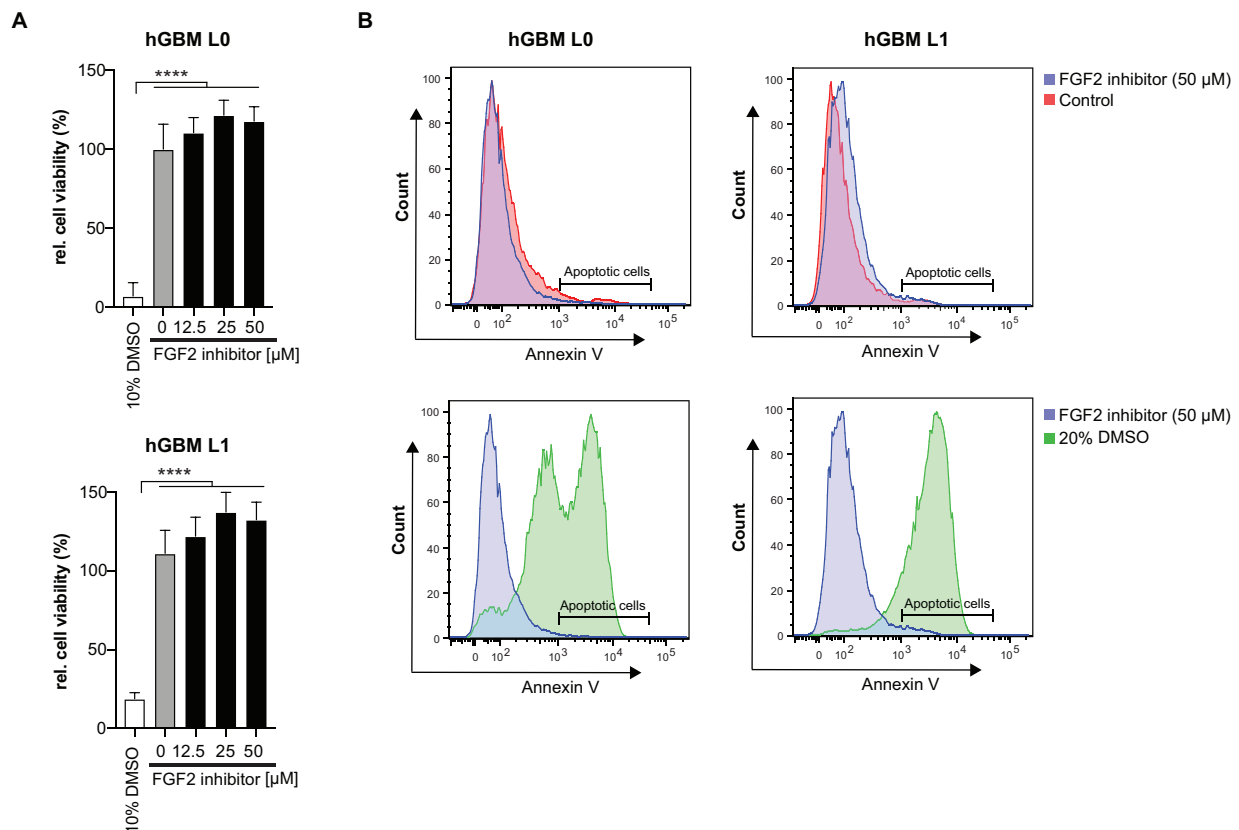 A
hGBM L0
****
rel. cell viability (%)
150
100
50
0
10% DMSO
0 12.5 25 50
FGF2 inhibitor [µM]
hGBM L1
****
rel. cell viability (%)
150
100
50
0
10% DMSO
0 12.5 25 50
FGF2 inhibitor [µM]
B
hGBM L0
Count
100
80
60
40
20
0
Apoptotic cells
0 10² 10³ 10⁴ 10⁵
Annexin V
hGBM L1
Count
100
80
60
40
20
0
Apoptotic cells
0 10² 10³ 10⁴ 10⁵
Annexin V
FGF2 inhibitor (50 µM)
Control
Count
100
80
60
40
20
0
Apoptotic cells
0 10² 10³ 10⁴ 10⁵
Annexin V
Count
100
80
60
40
20
0
Apoptotic cells
0 10² 10³ 10⁴ 10⁵
Annexin V
FGF2 inhibitor (50 µM)
20% DMSO